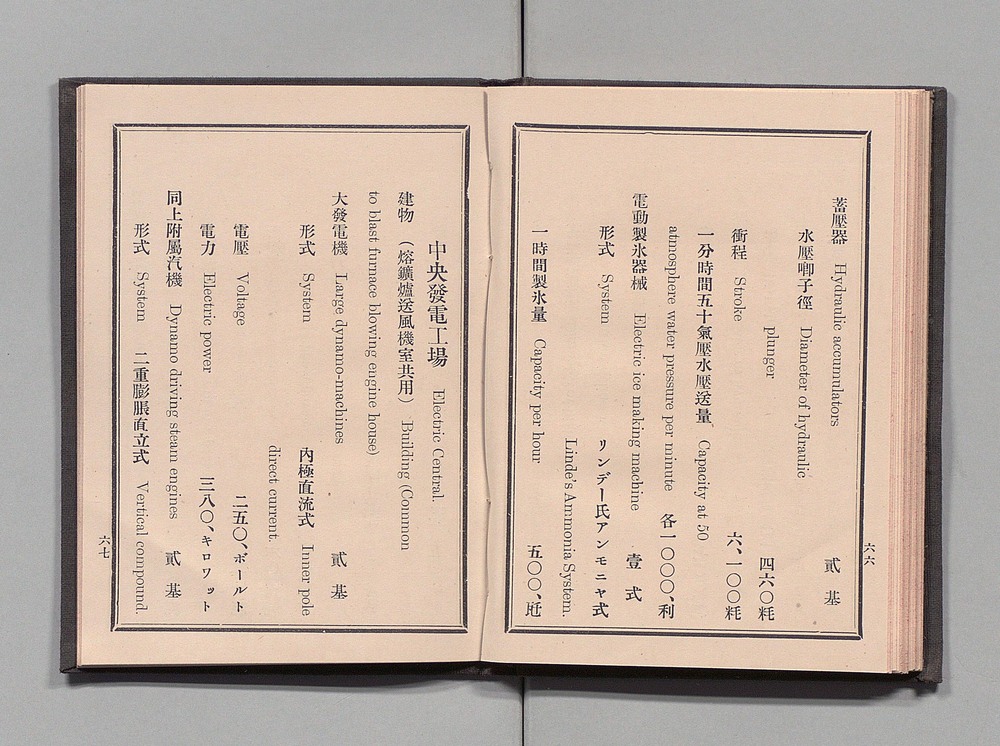 蓄壓器 Hydraulic accumulators 貳基
水壓喞子徑 Diameter of hydraulic
plunger 四六〇粍
衝程 Stroke 六、一〇〇粍
一分時間五十氣壓水壓送量 Capacity at 50
atmosphere water pressure per minute 各一〇〇〇、利
電動製氷器械 Electric ice making machine 壹式
形式 System リンデー氏アンモニヤ式
Linde's Ammonia System.
一時間製氷量 Capacity per hour 五〇〇、瓩
六六
中央發電工場 Electric Central.
建物 (熔鑛爐送風機室共用) Building (Common
to blast furnace blowing engine house)
大發電機 Large dynamo-machines 貳基
形式 System 內極直流式 Inner pole
direct current.
電壓 Voltage 二五〇、ボールト
電力 Electric power 三八〇、キロワット
同上附屬汽機 Dynamo driving steam engines 貳基
形式 System 二重膨脹直立式 Vertical compound.
六七